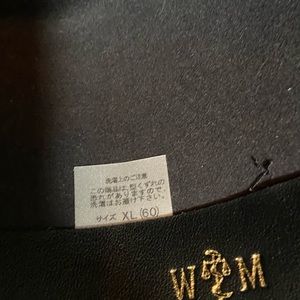 洗濯上のご注意
この商品は型くずれの
恐れがありますので、
洗濯はお避け下さい。
サイズ XL (60)
W M